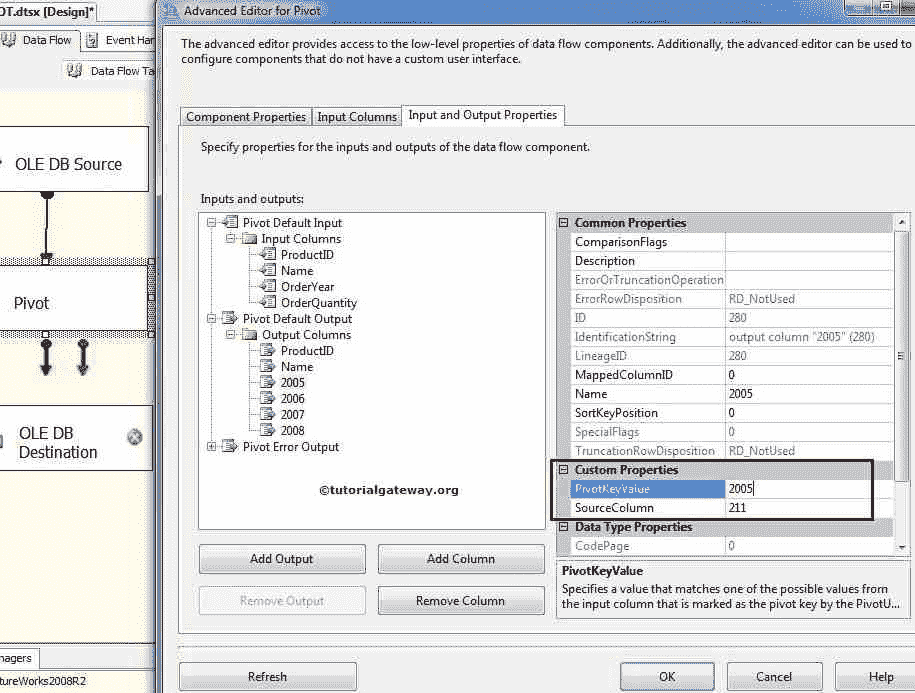 OT.dtsx [Design]*
Advanced Editor for Pivot
Data Flow
Event Han
Data Flow Ta
The advanced editor provides access to the low-level properties of data flow components. Additionally, the advanced editor can be used to
configure components that do not have a custom user interface.
Component Properties
Input Columns
Input and Output Properties
Specify properties for the inputs and outputs of the data flow component.
OLE DB Source
Pivot
OLE DB
Destination
Inputs and outputs:
Pivot Default Input
Input Columns
ProductID
Name
OrderYear
OrderQuantity
Pivot Default Output
Output Columns
ProductID
Name
2005
2006
2007
2008
Pivot Error Output
©tutorialgateway.org
Common Properties
ComparisonFlags
Description
ErrorOrTruncationOperation
ErrorRowDisposition RD_NotUsed
ID 280
IdentificationString output column "2005" (280)
LineageID 280
MappedColumnID 0
Name 2005
SortKeyPosition 0
SpecialFlags 0
TruncationRowDisposition RD_NotUsed
Custom Properties
PivotKeyValue 2005
SourceColumn 211
Data Type Properties
CodePage 0
PivotKeyValue
Specifies a value that matches one of the possible values from
the input column that is marked as the pivot key by the PivotU...
Add Output
Add Column
Remove Output
Remove Column
nagers
tureWorks2008R2
Refresh
OK
Cancel
Help